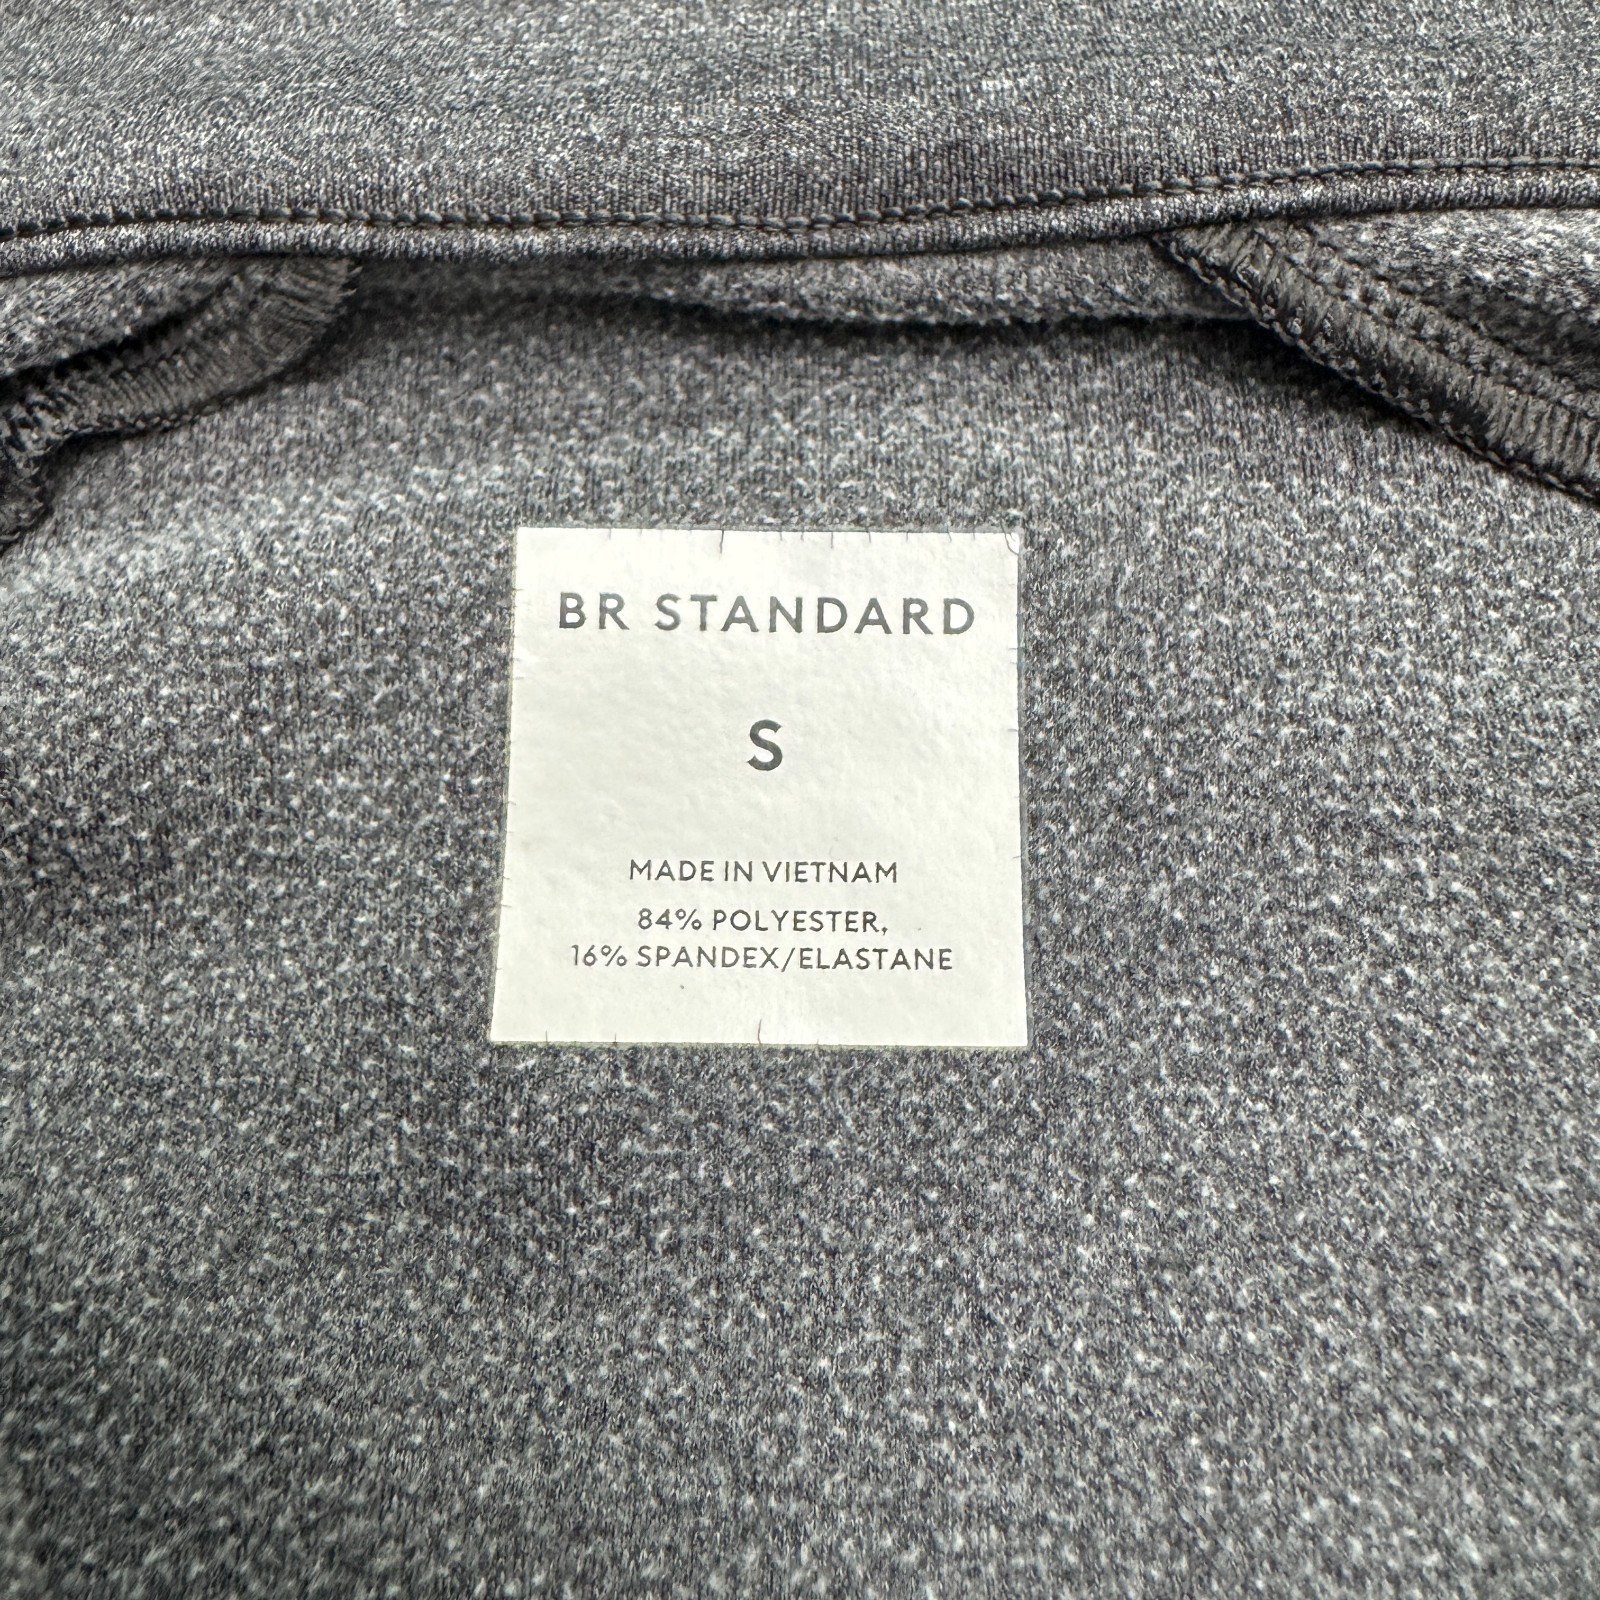 BR STANDARD
S
MADE IN VIETNAM
84% POLYESTER,
16% SPANDEX/ELASTANE